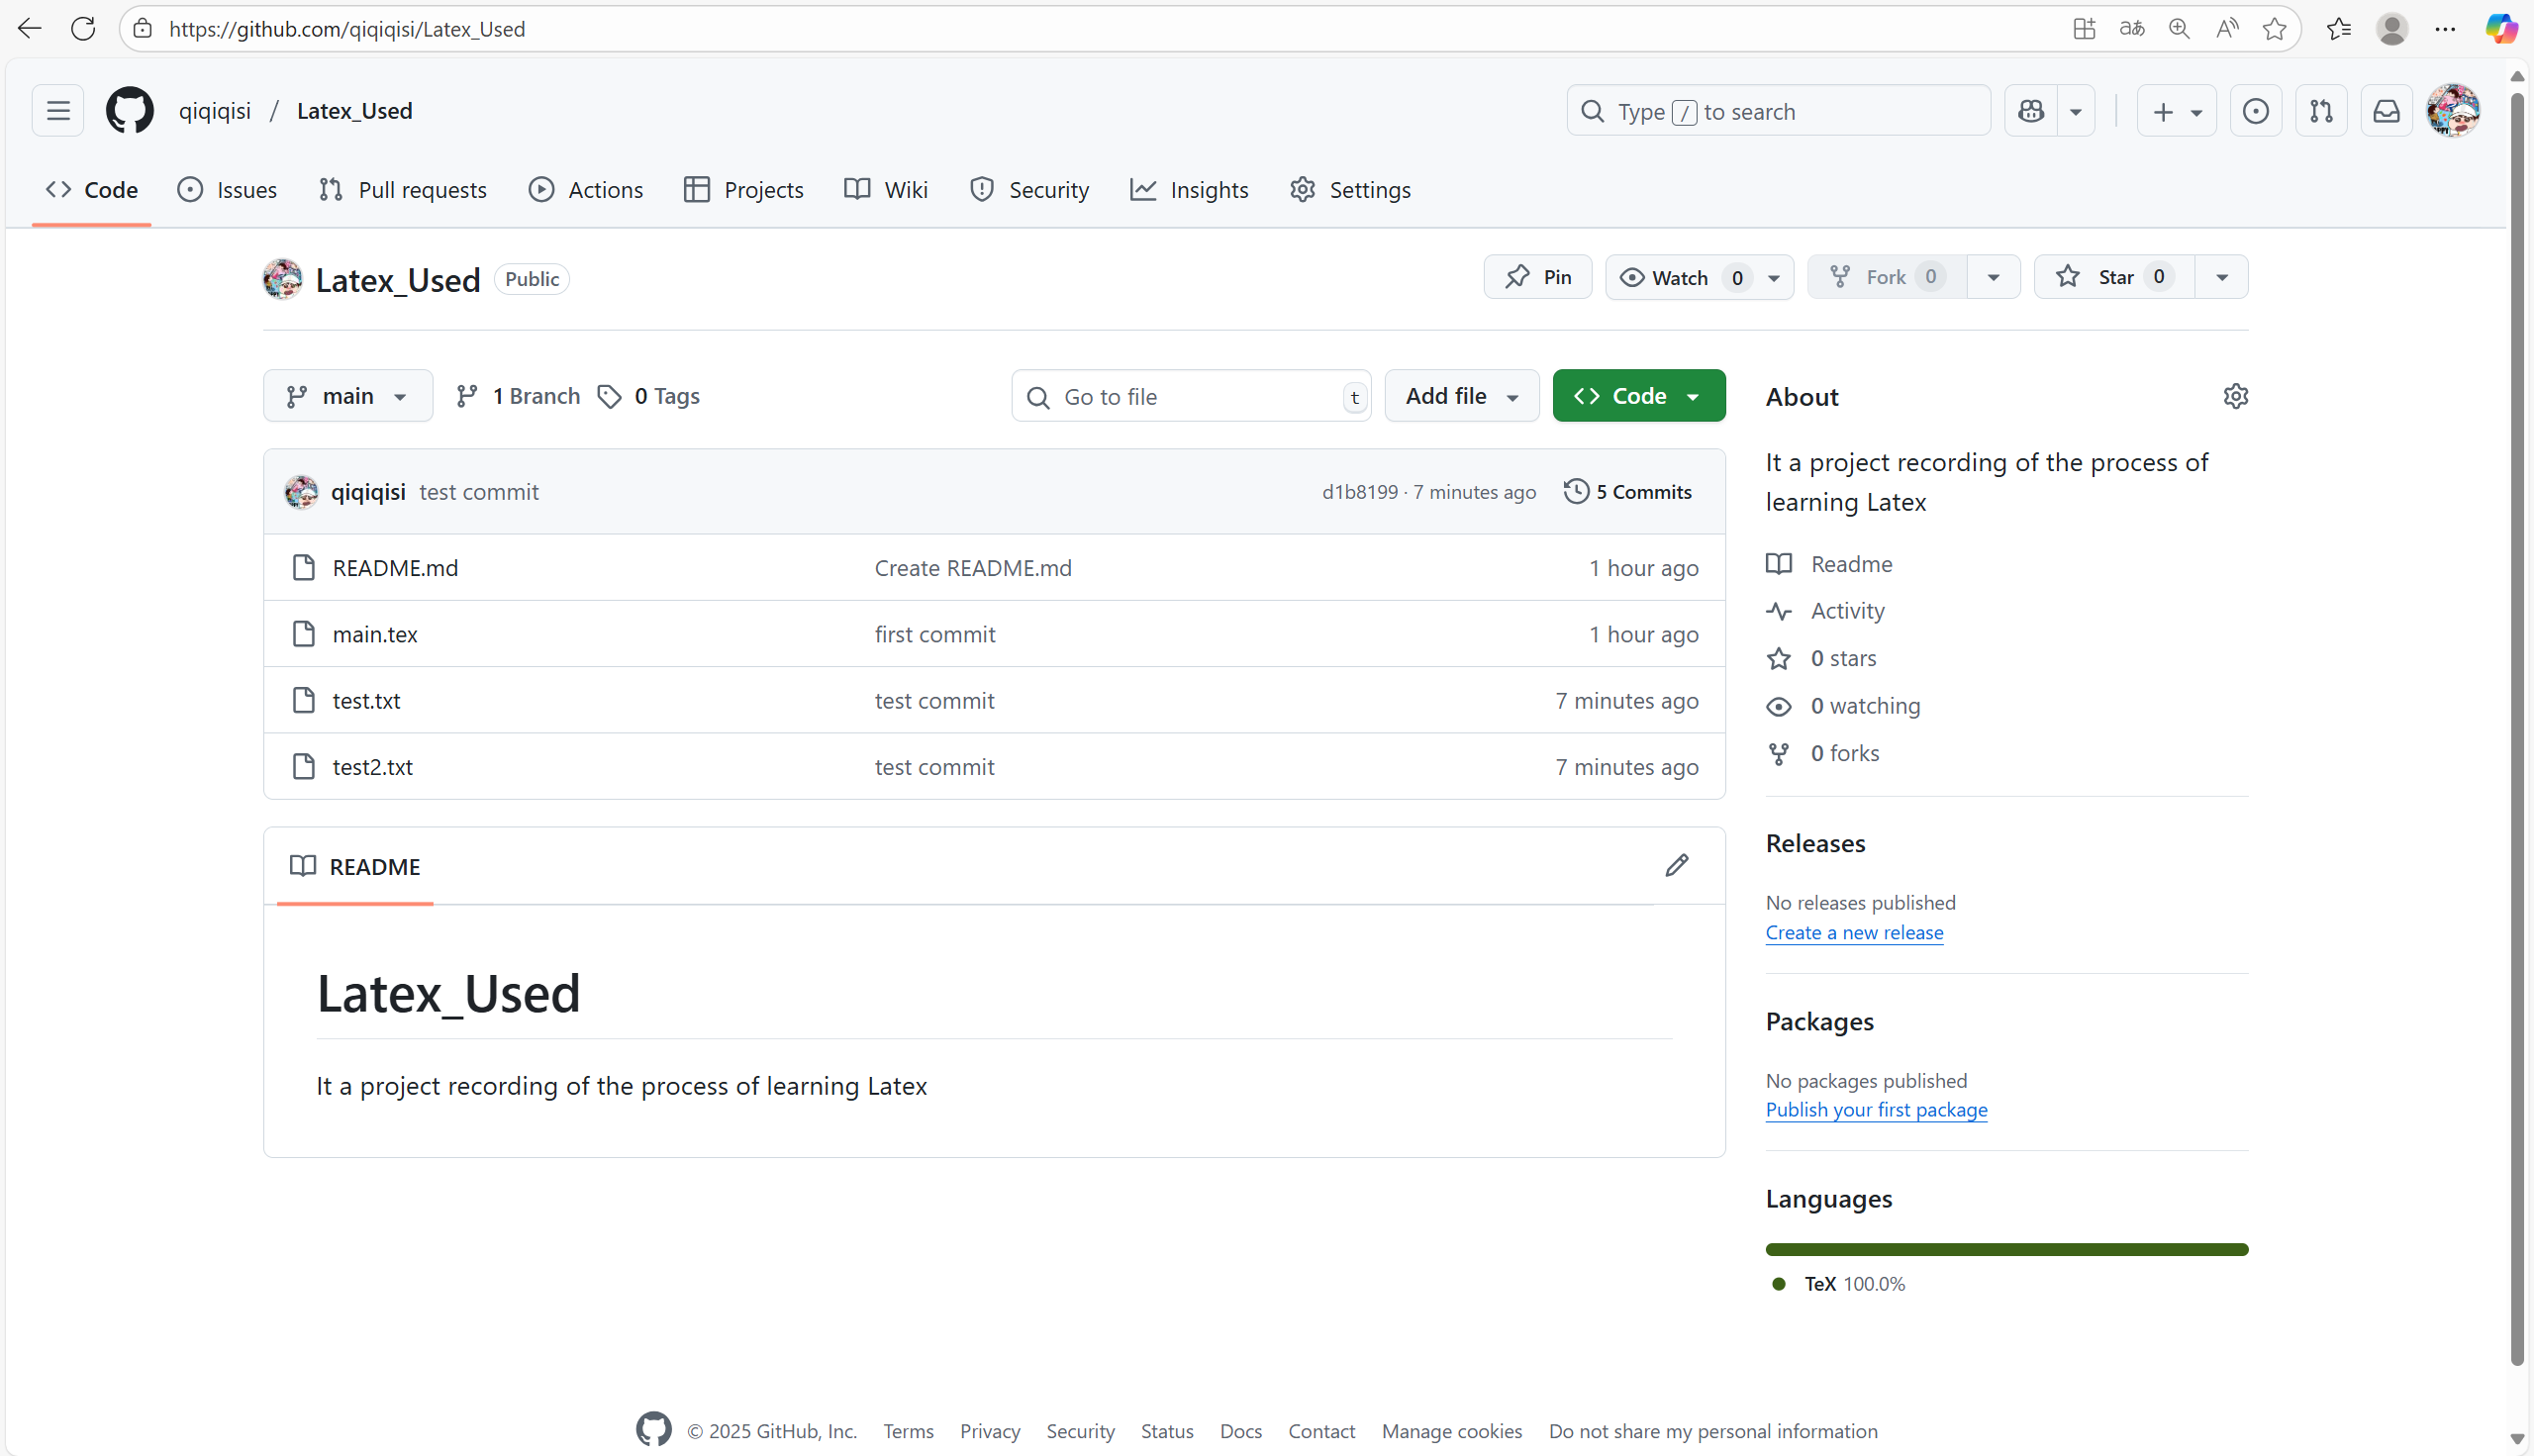 https://github.com/qiqiqisi/Latex_Used
qiqiqisi / Latex_Used
Type / to search
Code Issues Pull requests Actions Projects Wiki Security Insights Settings
Latex_Used Public
Pin Watch 0 Fork 0 Star 0
main 1 Branch 0 Tags
Go to file t Add file Code
qiqiqisi test commit d1b8199 · 7 minutes ago 5 Commits
README.md Create README.md 1 hour ago
main.tex first commit 1 hour ago
test.txt test commit 7 minutes ago
test2.txt test commit 7 minutes ago
README
Latex_Used
It a project recording of the process of learning Latex
About
It a project recording of the process of
learning Latex
Readme
Activity
0 stars
0 watching
0 forks
Releases
No releases published
Create a new release
Packages
No packages published
Publish your first package
Languages
TeX 100.0%
© 2025 GitHub, Inc. Terms Privacy Security Status Docs Contact Manage cookies Do not share my personal information